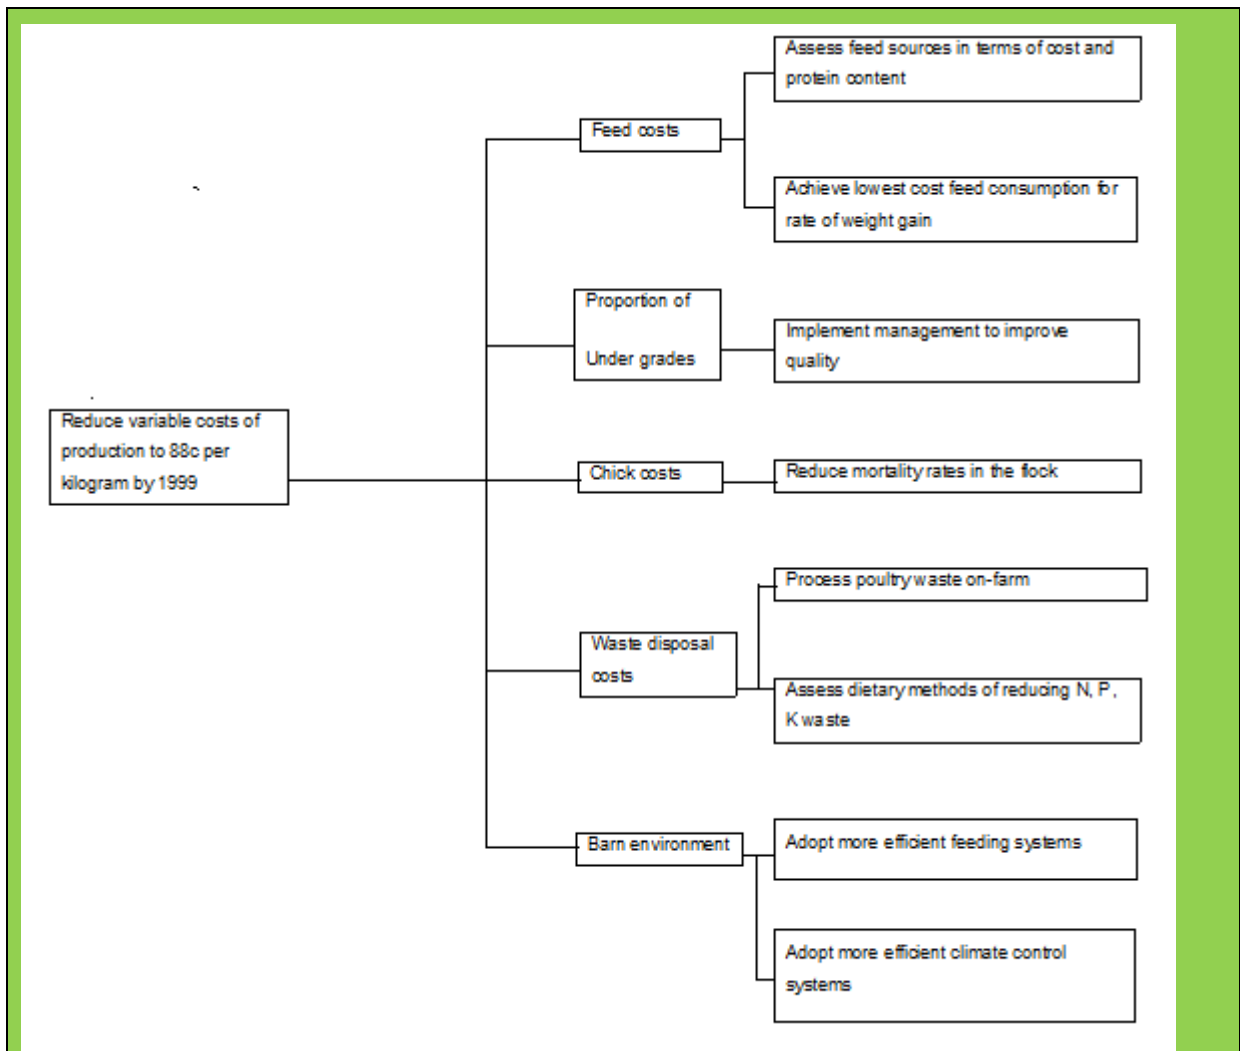 Assess feed sources in terms of cost and
protein content
Feed costs
Achieve lowest cost feed consumption for
rate of weight gain
Proportion of
Under grades
Implement management to improve
quality
Reduce variable costs of
production to 88c per
kilogram by 1999
Chick costs
Reduce mortality rates in the flock
Process poultry waste on-farm
Waste disposal
costs
Assess dietary methods of reducing N, P,
K waste
Barn environment
Adopt more efficient feeding systems
Adopt more efficient climate control
systems